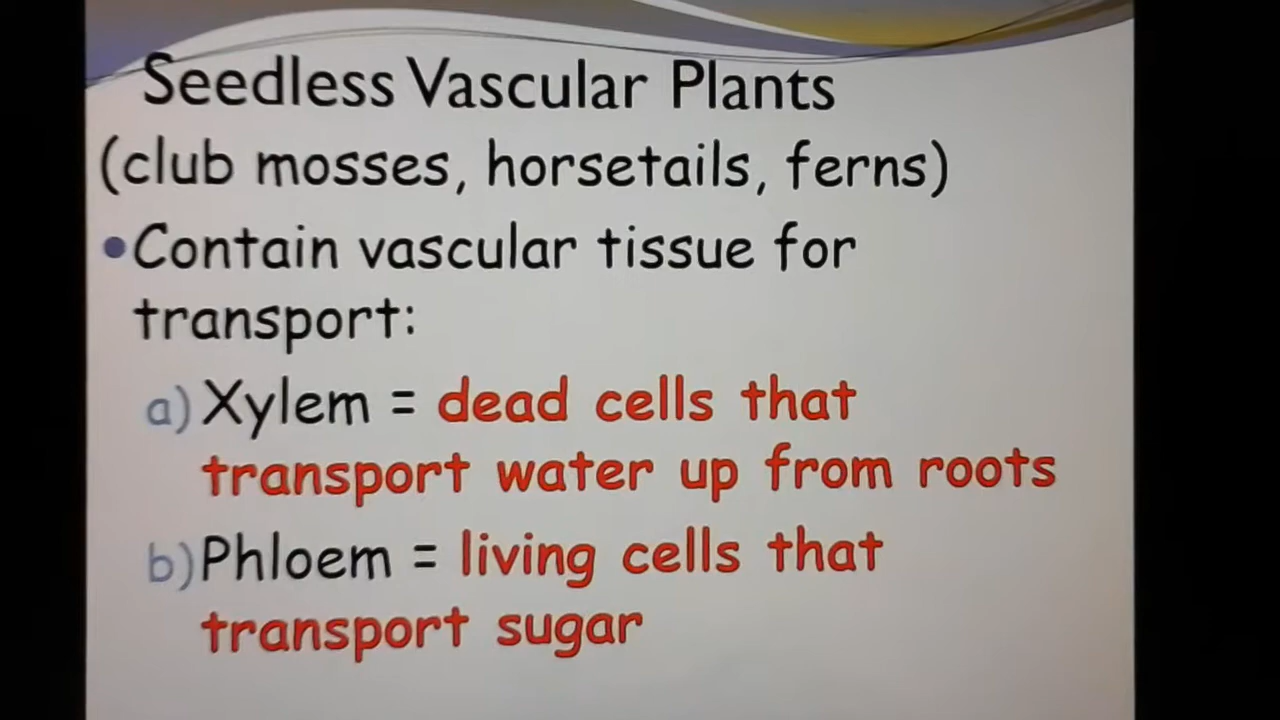 Seedless Vascular Plants
(club mosses, horsetails, ferns)
•Contain vascular tissue for
transport:
a) Xylem = dead cells that
transport water up from roots
b) Phloem = living cells that
transport sugar